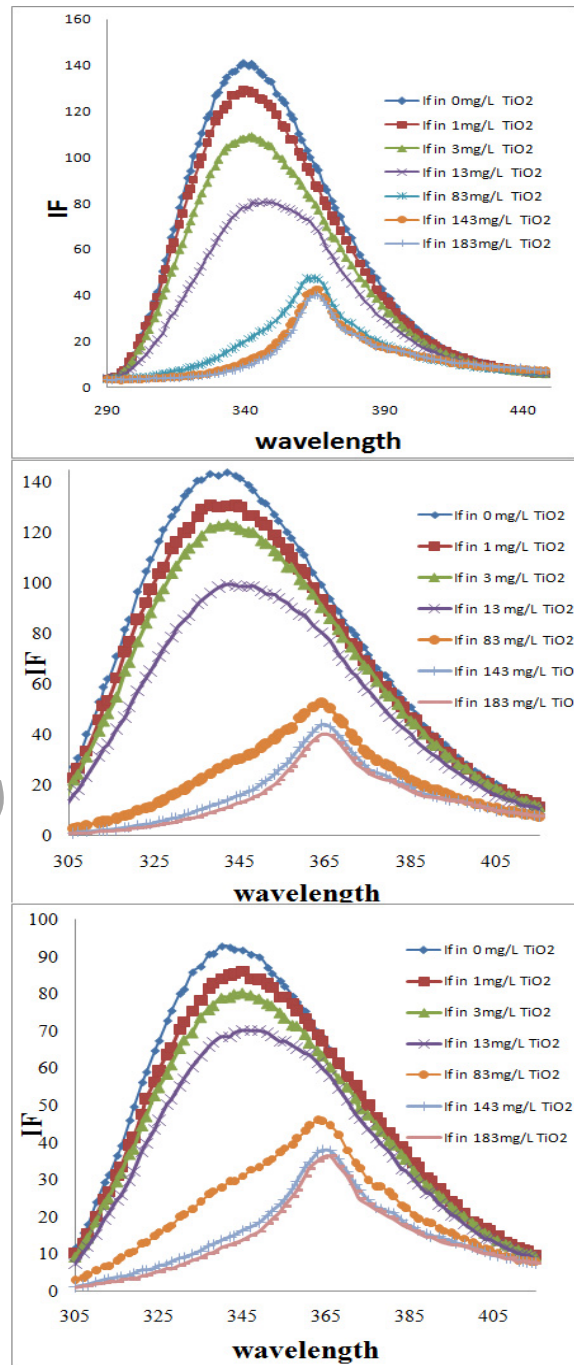 160
140
120
100
80
60
40
20
0
IF
290
340
390
440
wavelength
If in 0mg/L TiO2
If in 1mg/L TiO2
If in 3mg/L TiO2
If in 13mg/L TiO2
If in 83mg/L TiO2
If in 143mg/L TiO2
If in 183mg/L TiO2
140
120
100
80
60
40
20
0
IF
305
325
345
365
385
405
wavelength
If in 0 mg/L TiO2
If in 1 mg/L TiO2
If in 3 mg/L TiO2
If in 13 mg/L TiO2
If in 83 mg/L TiO2
If in 143 mg/L TiO
If in 183 mg/L TiO
100
90
80
70
60
50
40
30
20
10
0
IF
305
325
345
365
385
405
wavelength
If in 0 mg/L TiO2
If in 1mg/L TiO2
If in 3mg/L TiO2
If in 13mg/L TiO2
If in 83mg/L TiO2
If in 143 mg/L TiO2
If in 183mg/L TiO2